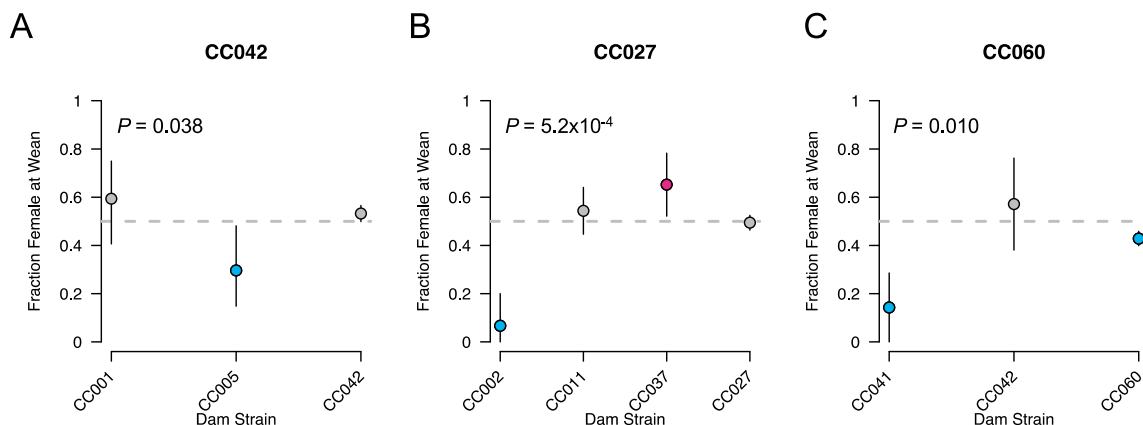 A
CC042
Fraction Female at Wean
1
0.8
0.6
0.4
0.2
0
P = 0.038
CC001
CC005
CC042
Dam Strain
B
CC027
Fraction Female at Wean
1
0.8
0.6
0.4
0.2
0
P = 5.2x10⁻⁴
CC002
CC011
CC037
CC027
Dam Strain
C
CC060
Fraction Female at Wean
1
0.8
0.6
0.4
0.2
0
P = 0.010
CC041
CC042
CC060
Dam Strain